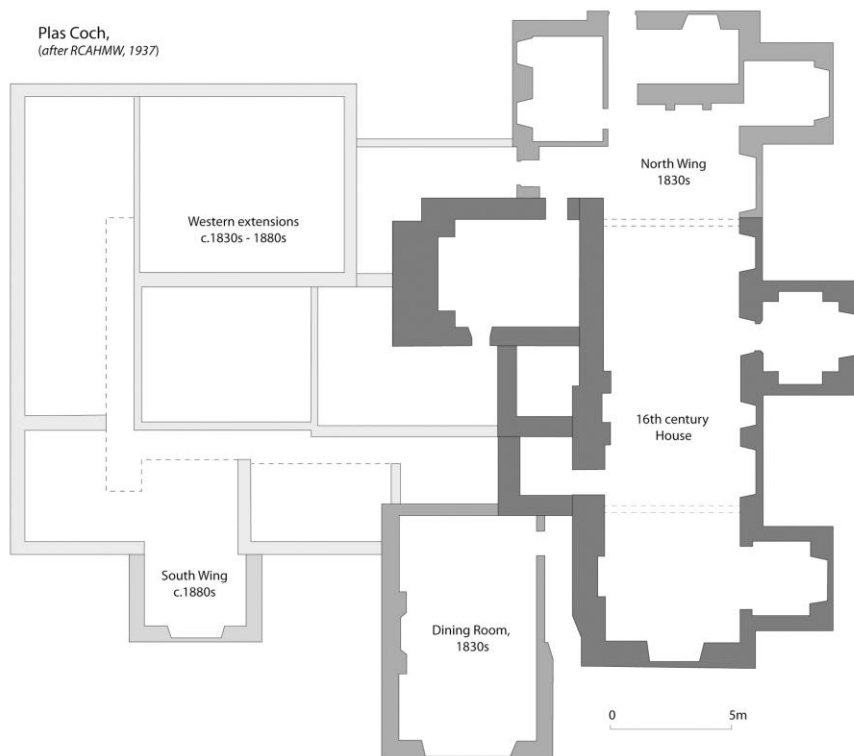 Plas Coch,
(after RCAHMW, 1937)
North Wing
1830s
Western extensions
c.1830s - 1880s
16th century
House
South Wing
c.1880s
Dining Room,
1830s
0 5m